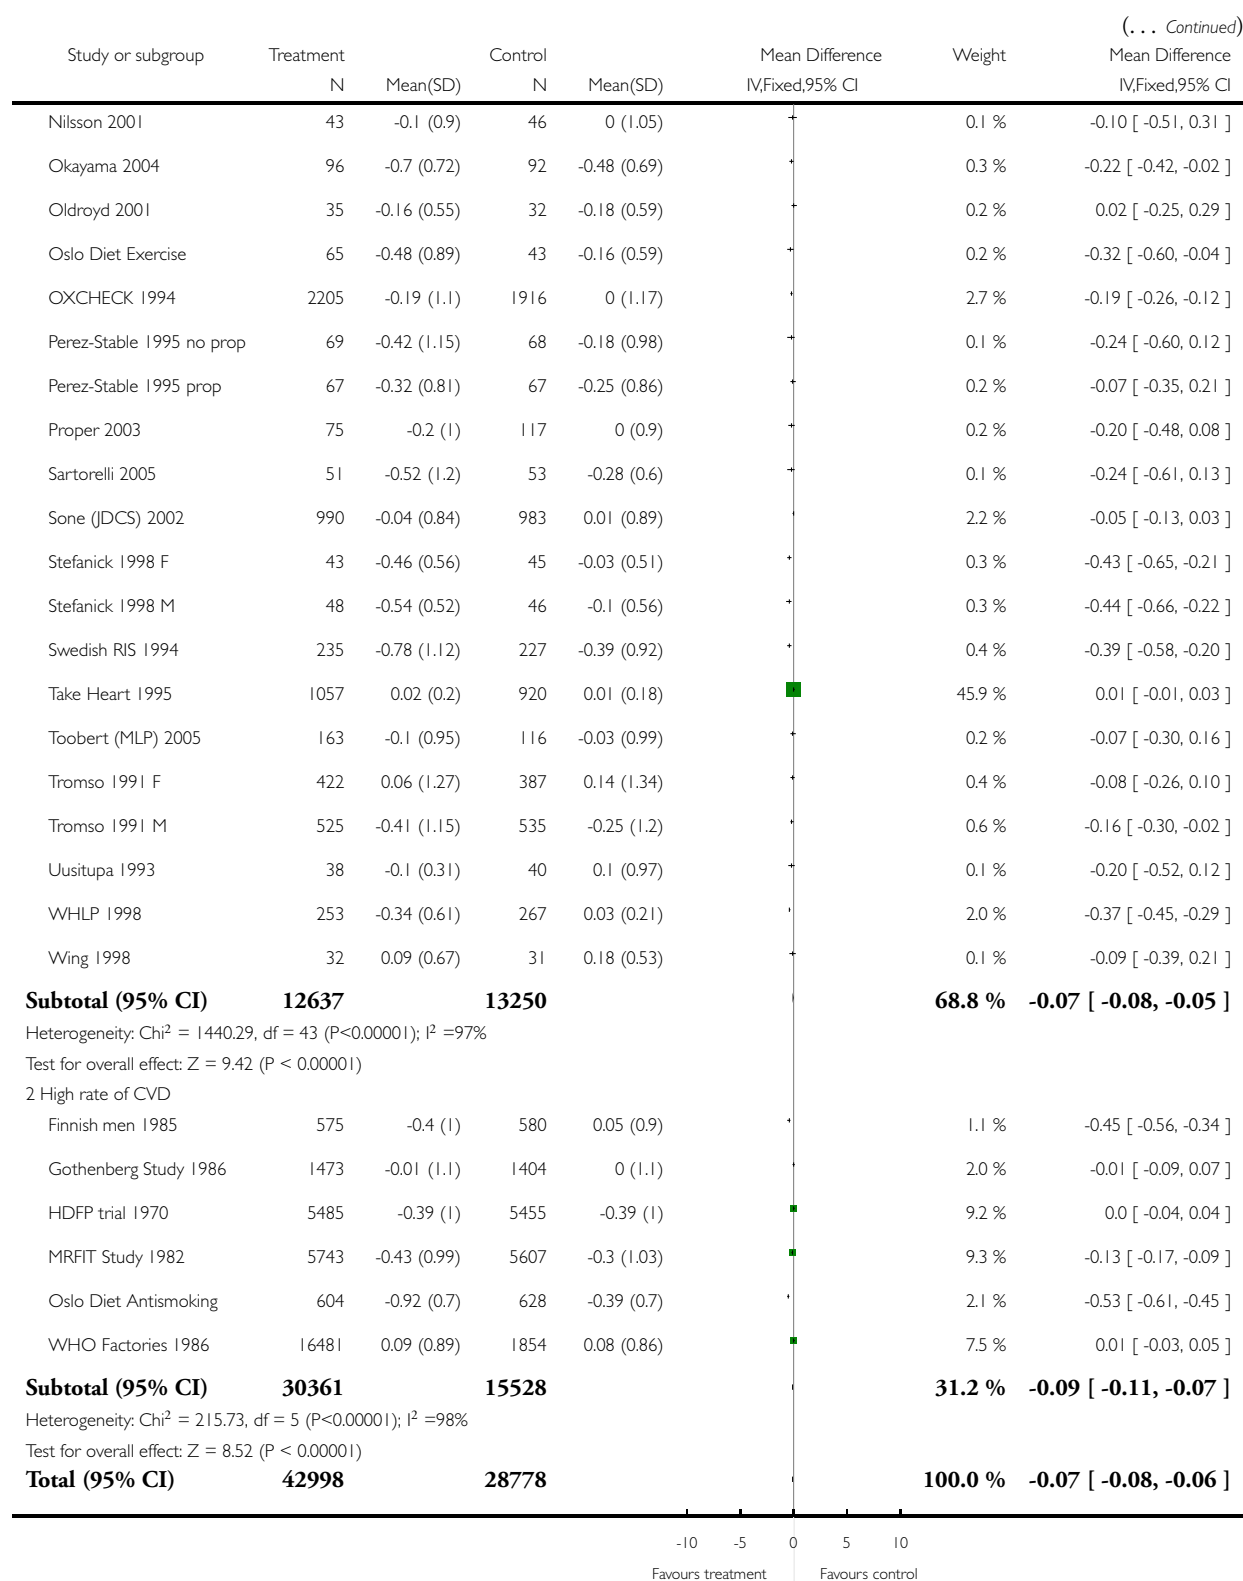 (... Continued)
Study or subgroup Treatment Control Mean Difference Weight Mean Difference
N Mean(SD) N Mean(SD) IV,Fixed,95% CI IV,Fixed,95% CI
Nilsson 2001 43 -0.1 (0.9) 46 0 (1.05) 0.1 % -0.10 [ -0.51, 0.31 ]
Okayama 2004 96 -0.7 (0.72) 92 -0.48 (0.69) 0.3 % -0.22 [ -0.42, -0.02 ]
Oldroyd 2001 35 -0.16 (0.55) 32 -0.18 (0.59) 0.2 % 0.02 [ -0.25, 0.29 ]
Oslo Diet Exercise 65 -0.48 (0.89) 43 -0.16 (0.59) 0.2 % -0.32 [ -0.60, -0.04 ]
OXCHECK 1994 2205 -0.19 (1.1) 1916 0 (1.17) 2.7 % -0.19 [ -0.26, -0.12 ]
Perez-Stable 1995 no prop 69 -0.42 (1.15) 68 -0.18 (0.98) 0.1 % -0.24 [ -0.60, 0.12 ]
Perez-Stable 1995 prop 67 -0.32 (0.81) 67 -0.25 (0.86) 0.2 % -0.07 [ -0.35, 0.21 ]
Proper 2003 75 -0.2 (1) 117 0 (0.9) 0.2 % -0.20 [ -0.48, 0.08 ]
Sartorelli 2005 51 -0.52 (1.2) 53 -0.28 (0.6) 0.1 % -0.24 [ -0.61, 0.13 ]
Sone (JDCS) 2002 990 -0.04 (0.84) 983 0.01 (0.89) 2.2 % -0.05 [ -0.13, 0.03 ]
Stefanick 1998 F 43 -0.46 (0.56) 45 -0.03 (0.51) 0.3 % -0.43 [ -0.65, -0.21 ]
Stefanick 1998 M 48 -0.54 (0.52) 46 -0.1 (0.56) 0.3 % -0.44 [ -0.66, -0.22 ]
Swedish RIS 1994 235 -0.78 (1.12) 227 -0.39 (0.92) 0.4 % -0.39 [ -0.58, -0.20 ]
Take Heart 1995 1057 0.02 (0.2) 920 0.01 (0.18) 45.9 % 0.01 [ -0.01, 0.03 ]
Toobert (MLP) 2005 163 -0.1 (0.95) 116 -0.03 (0.99) 0.2 % -0.07 [ -0.30, 0.16 ]
Tromso 1991 F 422 0.06 (1.27) 387 0.14 (1.34) 0.4 % -0.08 [ -0.26, 0.10 ]
Tromso 1991 M 525 -0.41 (1.15) 535 -0.25 (1.2) 0.6 % -0.16 [ -0.30, -0.02 ]
Uusitupa 1993 38 -0.1 (0.31) 40 0.1 (0.97) 0.1 % -0.20 [ -0.52, 0.12 ]
WHLP 1998 253 -0.34 (0.61) 267 0.03 (0.21) 2.0 % -0.37 [ -0.45, -0.29 ]
Wing 1998 32 0.09 (0.67) 31 0.18 (0.53) 0.1 % -0.09 [ -0.39, 0.21 ]
Subtotal (95% CI) 12637 13250 68.8 % -0.07 [ -0.08, -0.05 ]
Heterogeneity: Chi² = 1440.29, df = 43 (P<0.00001); I² =97%
Test for overall effect: Z = 9.42 (P < 0.00001)
2 High rate of CVD
Finnish men 1985 575 -0.4 (1) 580 0.05 (0.9) 1.1 % -0.45 [ -0.56, -0.34 ]
Gothenberg Study 1986 1473 -0.01 (1.1) 1404 0 (1.1) 2.0 % -0.01 [ -0.09, 0.07 ]
HDFP trial 1970 5485 -0.39 (1) 5455 -0.39 (1) 9.2 % 0.0 [ -0.04, 0.04 ]
MRFIT Study 1982 5743 -0.43 (0.99) 5607 -0.3 (1.03) 9.3 % -0.13 [ -0.17, -0.09 ]
Oslo Diet Antismoking 604 -0.92 (0.7) 628 -0.39 (0.7) 2.1 % -0.53 [ -0.61, -0.45 ]
WHO Factories 1986 16481 0.09 (0.89) 1854 0.08 (0.86) 7.5 % 0.01 [ -0.03, 0.05 ]
Subtotal (95% CI) 30361 15528 31.2 % -0.09 [ -0.11, -0.07 ]
Heterogeneity: Chi² = 215.73, df = 5 (P<0.00001); I² =98%
Test for overall effect: Z = 8.52 (P < 0.00001)
Total (95% CI) 42998 28778 100.0 % -0.07 [ -0.08, -0.06 ]
-10 -5 0 5 10
Favours treatment Favours control